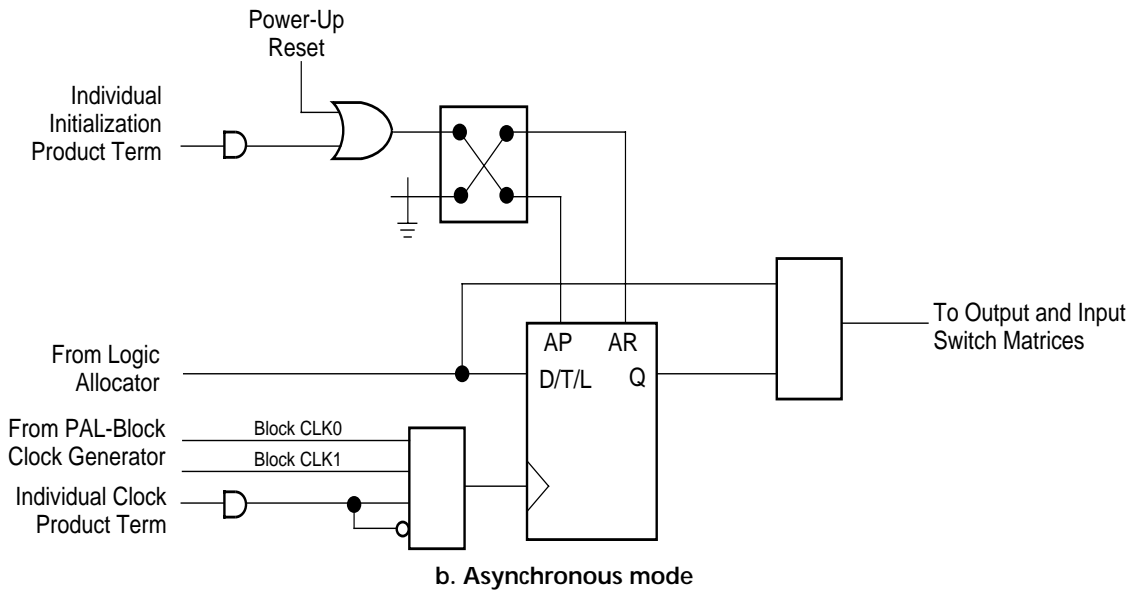 Power-Up
Reset
Individual
Initialization
Product Term
AP AR
D/T/L Q
To Output and Input
Switch Matrices
From Logic
Allocator
From PAL-Block
Clock Generator
Block CLK0
Block CLK1
Individual Clock
Product Term
b. Asynchronous mode